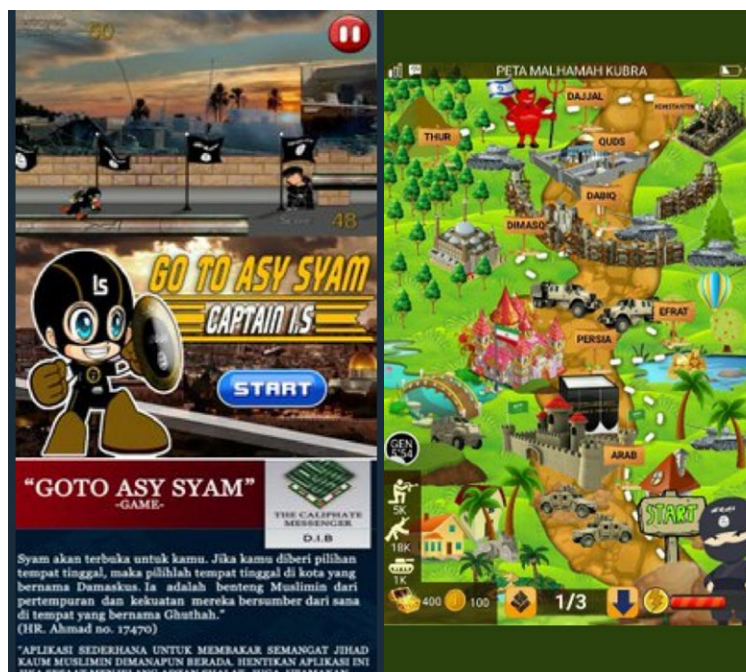 60
48
Is
GO TO ASY SYAM
CAPTAIN I.S
START
"GOTO ASY SYAM"
-GAME-
THE CALIPHATE
MESSENGER
D.I.B
Syam akan terbuka untuk kamu. Jika kamu diberi pilihan
tempat tinggal, maka pilihlah tempat tinggal di kota yang
bernama Damaskus. Ia adalah benteng Muslimin dari
pertempuran dan kekuatan mereka bersumber dari sana
di tempat yang bernama Ghuthah."
(HR. Ahmad no. 17470)
"APLIKASI SEDERHANA UNTUK MEMBAKAR SEMANGAT JIHAD
KAUM MUSLIMIN DIMANAPUN BERADA. HENTIKAN APLIKASI INI
PETA MALHAMAH KUBRA
DAJJAL
THUR
QUDS
DABIQ
DIMASQ
EFRAT
PERSIA
GEN
5'54
ARAB
START
5K
18K
1K
400
100
1/3